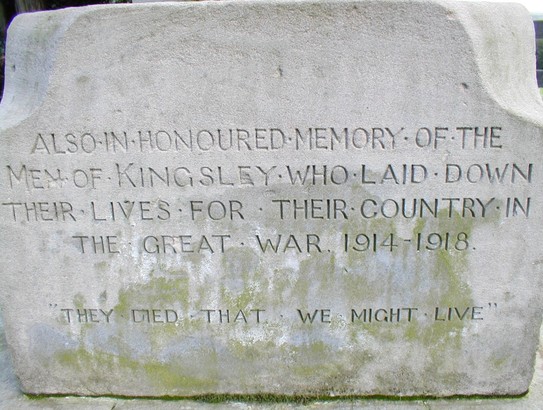 ALSO·IN·HONOURED·MEMORY·OF·THE
MEN·OF·KINGSLEY·WHO·LAID·DOWN
THEIR·LIVES·FOR·THEIR·COUNTRY·IN
THE·GREAT·WAR. 1914-1918.
"THEY·DIED·THAT·WE·MIGHT·LIVE"